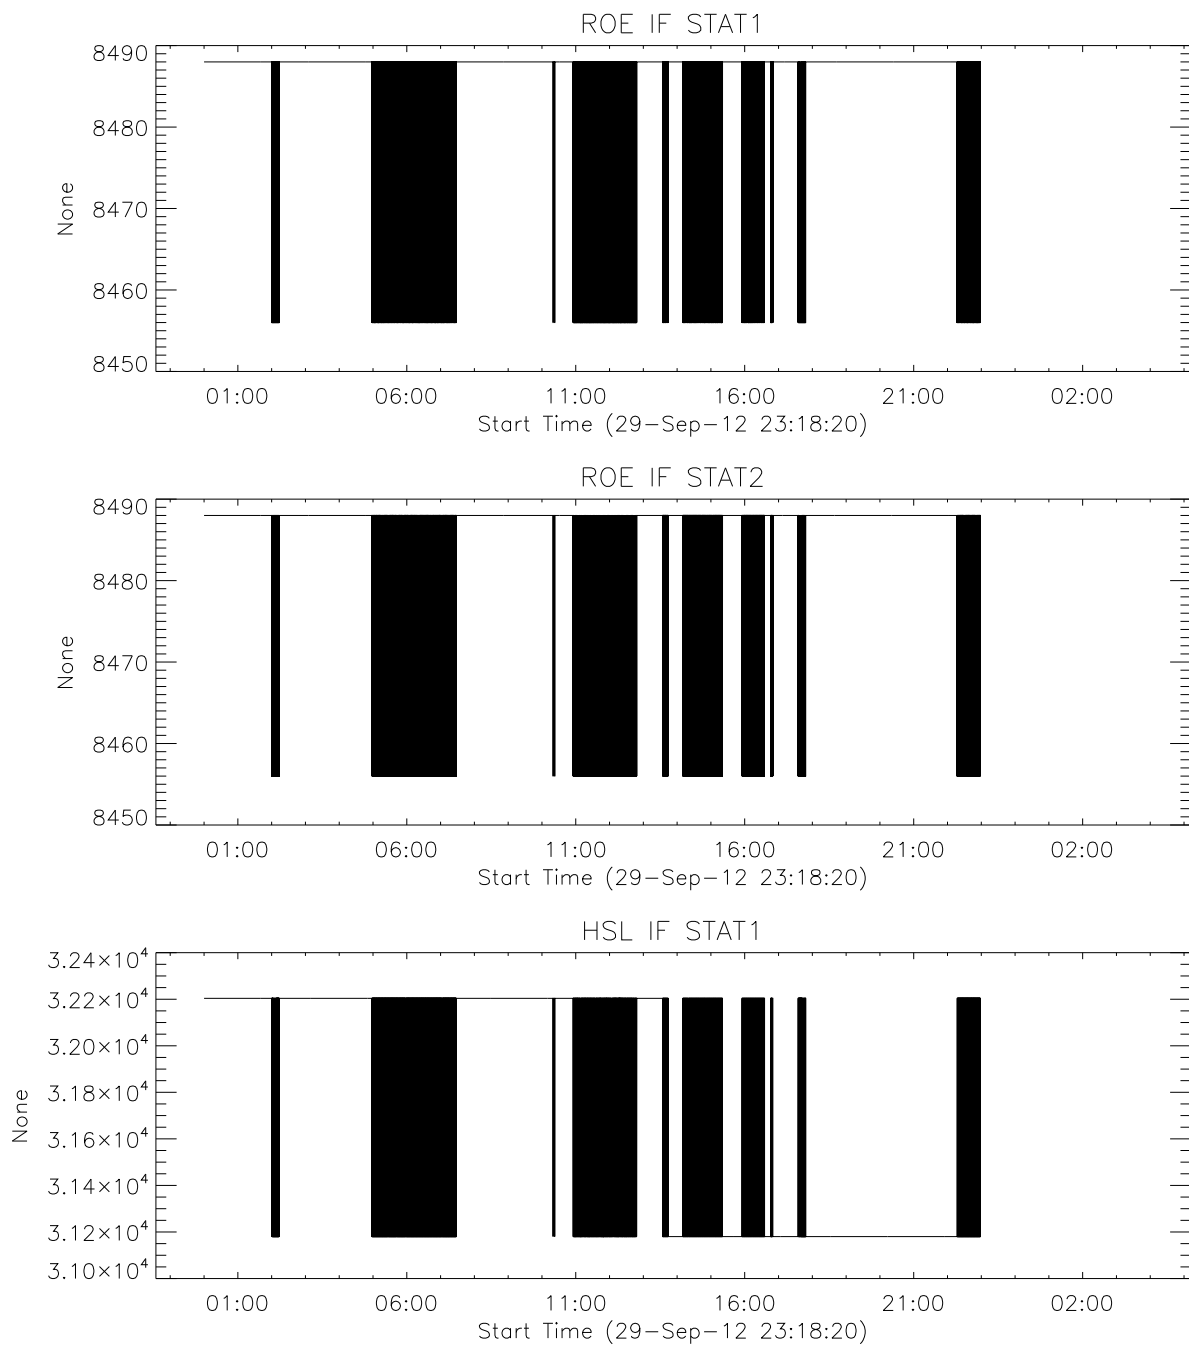 ROE IF STAT1
8490
8480
8470
8460
8450
None
01:00 06:00 11:00 16:00 21:00 02:00
Start Time (29-Sep-12 23:18:20)
ROE IF STAT2
8490
8480
8470
8460
8450
None
01:00 06:00 11:00 16:00 21:00 02:00
Start Time (29-Sep-12 23:18:20)
HSL IF STAT1
3.24×10⁴
3.22×10⁴
3.20×10⁴
3.18×10⁴
3.16×10⁴
3.14×10⁴
3.12×10⁴
3.10×10⁴
None
01:00 06:00 11:00 16:00 21:00 02:00
Start Time (29-Sep-12 23:18:20)